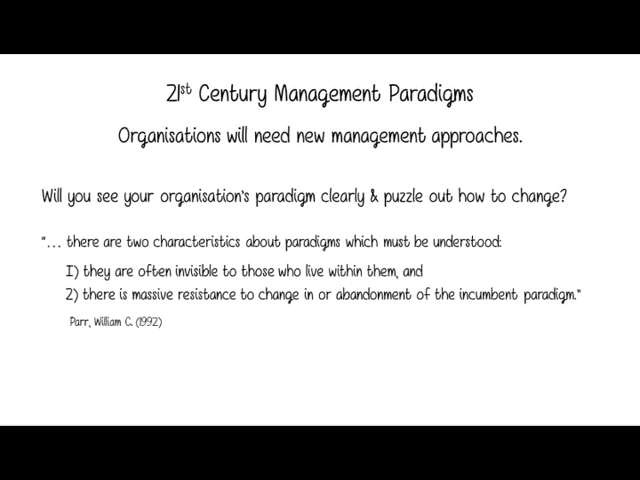 21st Century Management Paradigms
Organisations will need new management approaches.
Will you see your organisation's paradigm clearly & puzzle out how to change?
"... there are two characteristics about paradigms which must be understood:
1) they are often invisible to those who live within them, and
2) there is massive resistance to change in or abandonment of the incumbent paradigm."
Parr, William C. (1992)